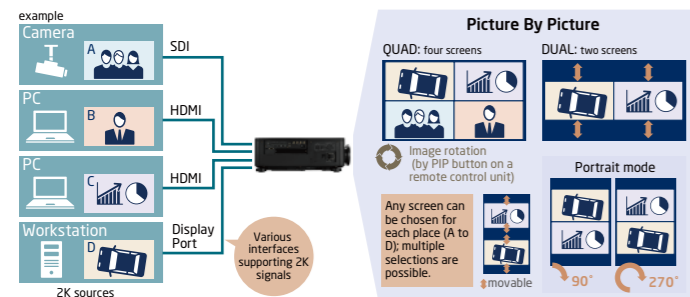 example
Camera
A
SDI
PC
B
HDMI
PC
C
HDMI
Workstation
D
Display
Port
2K sources
Various
interfaces
supporting 2K
signals
Picture By Picture
QUAD: four screens
DUAL: two screens
Image rotation
(by PIP button on a
remote control unit)
Any screen can
be chosen for
each place (A to
D); multiple
selections are
possible.
movable
Portrait mode
90°
270°